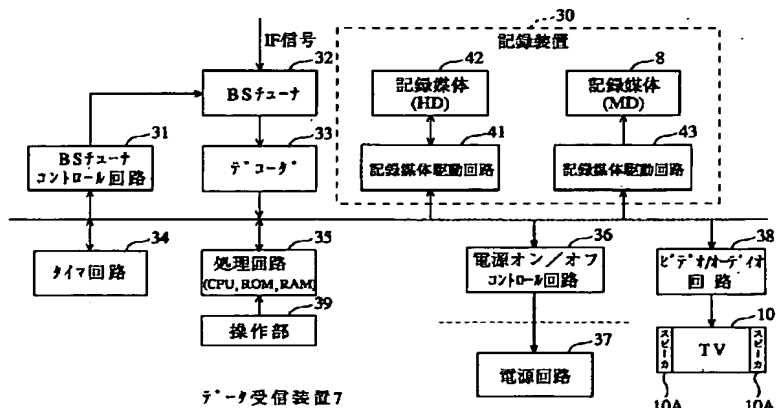 30
記録装置
IF信号
32
BSチューナ
42
記録媒体
(HD)
8
記録媒体
(MD)
31
BSチューナ
コントロール回路
33
デコーダ
41
記録媒体駆動回路
43
記録媒体駆動回路
34
タイマ回路
35
処理回路
(CPU, ROM, RAM)
39
操作部
36
電源オン/オフ
コントロール回路
37
電源回路
38
ビデオ/オーディオ
回路
10
スピーカ
TV
スピーカ
10A
10A
データ受信装置7